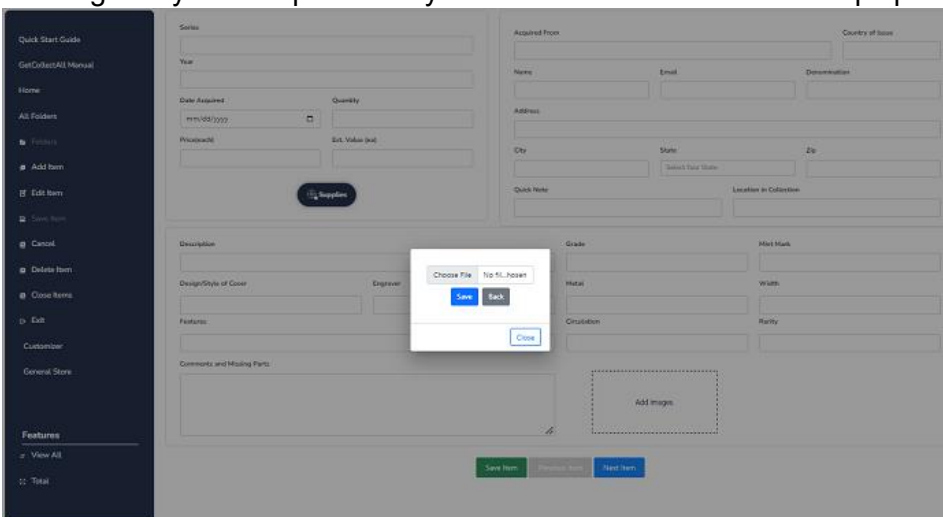 Quick Start Guide
GetCollectAll Manual
Home
All Folders
Folders
Add Item
Edit Item
Save Item
Cancel
Delete Item
Close Items
Exit
Customizer
General Store
Features
View All
Total
Series
Year
Date Acquired
Quantity
mm/dd/yyyy
Price(each)
Est. Value (ea)
Supplies
Acquired From
Country of Issue
Name
Email
Denomination
Address
City
State
Zip
Select Your State
Quick Note
Location in Collection
Description
Grade
Mint Mark
Design/Style of Cover
Engraver
Metal
Width
Features
Circulation
Rarity
Comments and Missing Parts
Add images
Choose File
No fil...hosen
Save
Back
Close
Save Item
Previous Item
Next Item